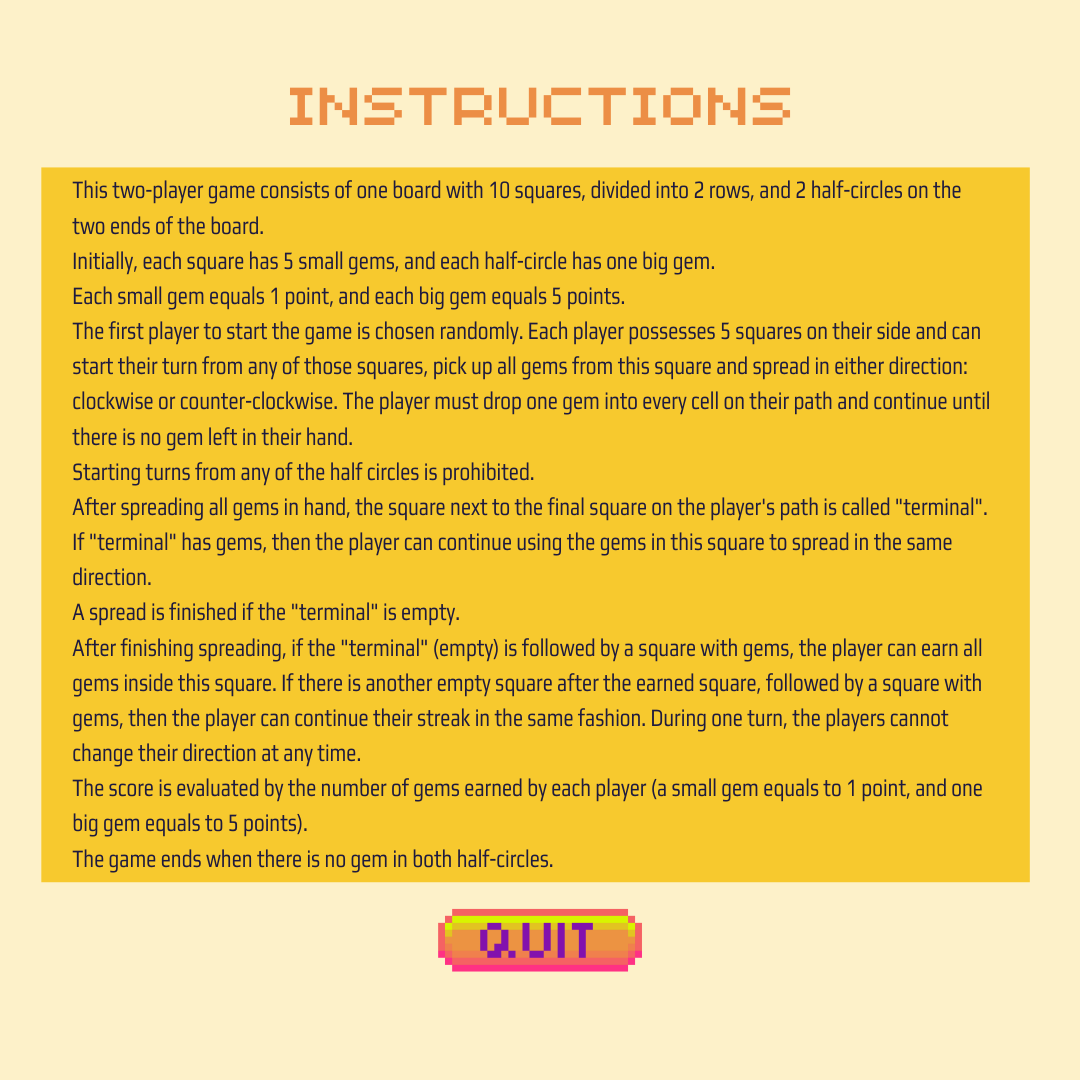 INSTRUCTIONS
This two-player game consists of one board with 10 squares, divided into 2 rows, and 2 half-circles on the
two ends of the board.
Initially, each square has 5 small gems, and each half-circle has one big gem.
Each small gem equals 1 point, and each big gem equals 5 points.
The first player to start the game is chosen randomly. Each player possesses 5 squares on their side and can
start their turn from any of those squares, pick up all gems from this square and spread in either direction:
clockwise or counter-clockwise. The player must drop one gem into every cell on their path and continue until
there is no gem left in their hand.
Starting turns from any of the half circles is prohibited.
After spreading all gems in hand, the square next to the final square on the player's path is called "terminal".
If "terminal" has gems, then the player can continue using the gems in this square to spread in the same
direction.
A spread is finished if the "terminal" is empty.
After finishing spreading, if the "terminal" (empty) is followed by a square with gems, the player can earn all
gems inside this square. If there is another empty square after the earned square, followed by a square with
gems, then the player can continue their streak in the same fashion. During one turn, the players cannot
change their direction at any time.
The score is evaluated by the number of gems earned by each player (a small gem equals to 1 point, and one
big gem equals to 5 points).
The game ends when there is no gem in both half-circles.
QUIT